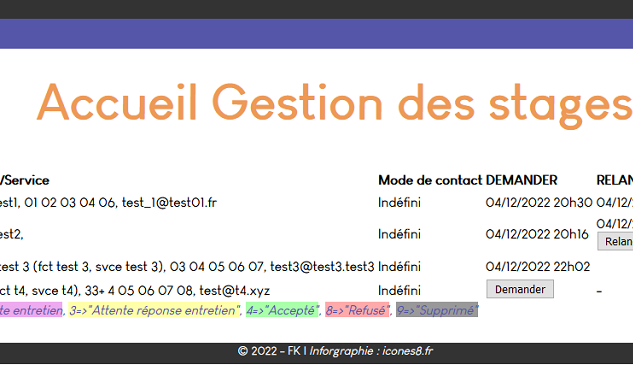 Accueil Gestion des stages
/Service Mode de contact DEMANDER RELAN
est1, 01 02 03 04 06, test_1@test01.fr Indéfini 04/12/2022 20h30 04/12/
est2, Indéfini 04/12/2022 20h16 04/12/2
Relan
test 3 (fct test 3, svce test 3), 03 04 05 06 07, test3@test3.test3 Indéfini 04/12/2022 22h02
ct t4, svce t4), 33+ 4 05 06 07 08, test@t4.xyz Indéfini Demander -
te entretien, 3=>"Attente réponse entretien", 4=>"Accepté", 8=>"Refusé", 9=>"Supprimé"
© 2022 - FK | Inforgraphie : icones8.fr